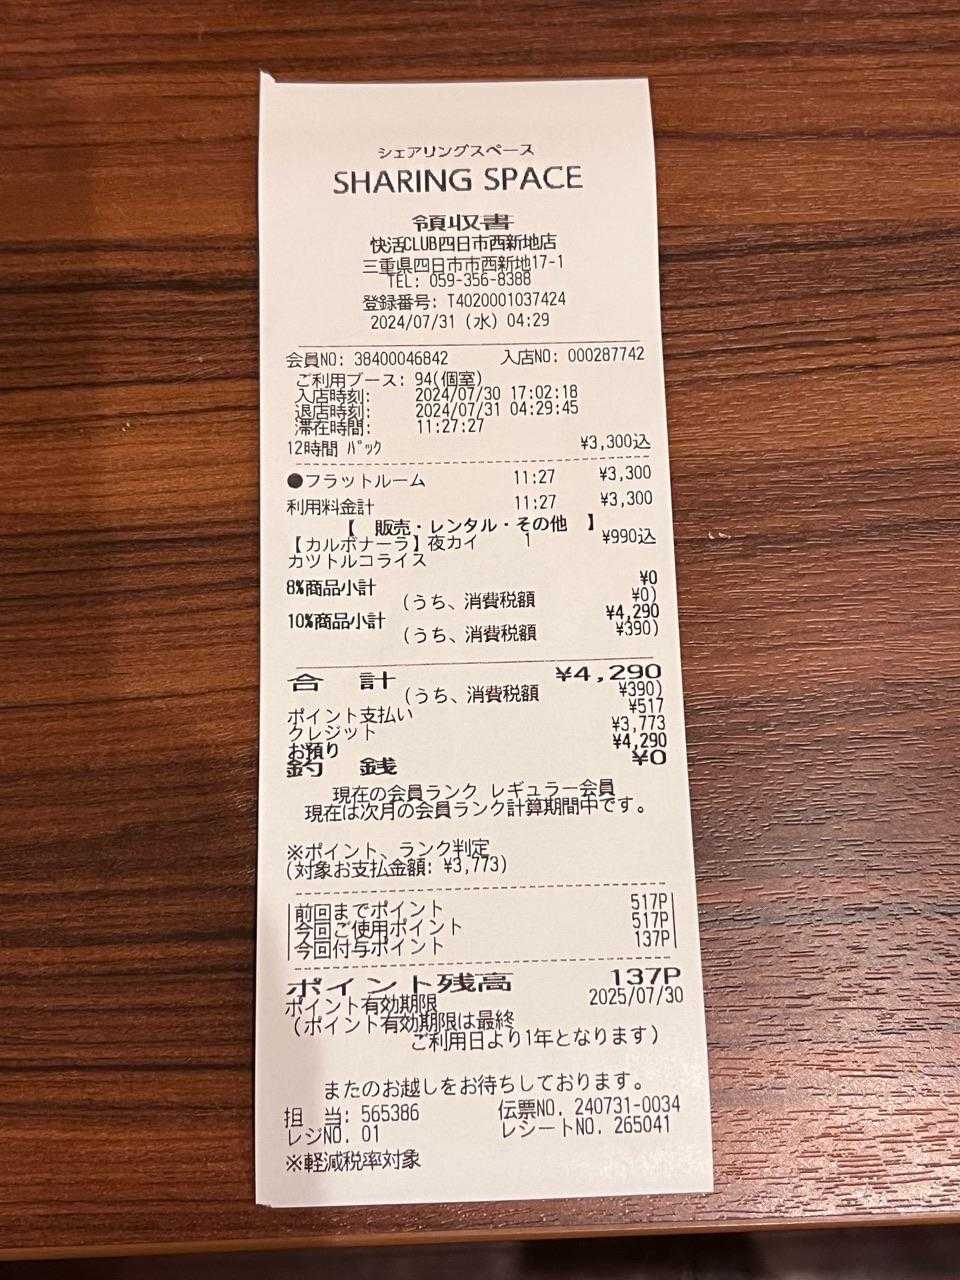 シェアリングスペース
SHARING SPACE
領収書
快活CLUB四日市西新地店
三重県四日市市西新地17-1
TEL: 059-356-8388
登録番号: T4020001037424
2024/07/31 (水) 04:29
会員NO: 38400046842 入店NO: 000287742
ご利用ブース: 94(個室)
入店時刻: 2024/07/30 17:02:18
退店時刻: 2024/07/31 04:29:45
滞在時間: 11:27:27
12時間 ﾊﾟｯｸ ¥3,300込
●フラットルーム 11:27 ¥3,300
利用料金計 11:27 ¥3,300
【 販売・レンタル・その他 】
【カルボナーラ】夜カイ 1 ¥990込
カツトルコライス
8%商品小計 ¥0
(うち、消費税額 ¥0)
10%商品小計 ¥4,290
(うち、消費税額 ¥390)
合 計 ¥4,290
(うち、消費税額 ¥390)
ポイント支払い ¥517
クレジット ¥3,773
お預り ¥4,290
釣 銭 ¥0
現在の会員ランク レギュラー会員
現在は次月の会員ランク計算期間中です。
※ポイント、ランク判定
(対象お支払金額: ¥3,773)
前回までポイント 517P
今回ご使用ポイント 517P
今回付与ポイント 137P
ポイント残高 137P
ポイント有効期限 2025/07/30
(ポイント有効期限は最終
ご利用日より1年となります)
またのお越しをお待ちしております。
担 当: 565386 伝票NO. 240731-0034
レジNO. 01 レシートNO. 265041
※軽減税率対象